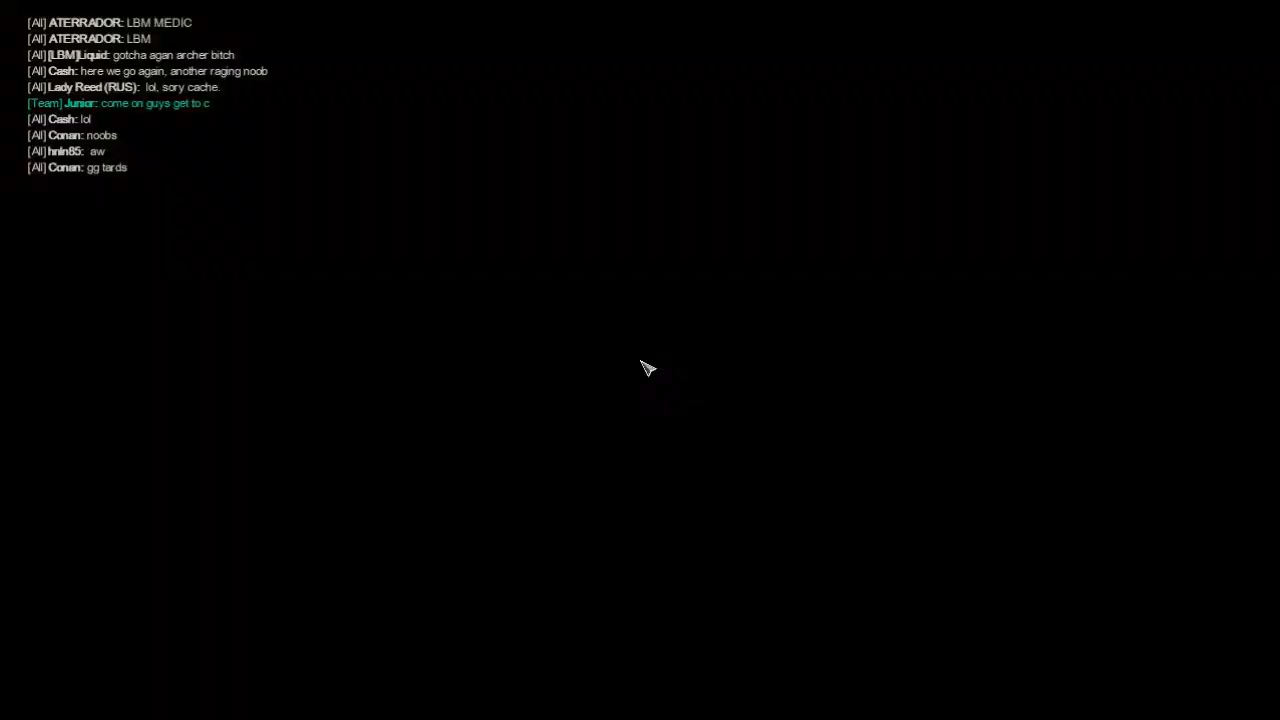 [All] ATERRADOR: LBM MEDIC
[All] ATERRADOR: LBM
[All] [LBM]Liquid: gotcha agan archer bitch
[All] Cash: here we go again, another raging noob
[All] Lady Reed (RUS): lol, sory cache.
[Team] Junior: come on guys get to c
[All] Cash: lol
[All] Conan: noobs
[All] hnln85: aw
[All] Conan: gg tards